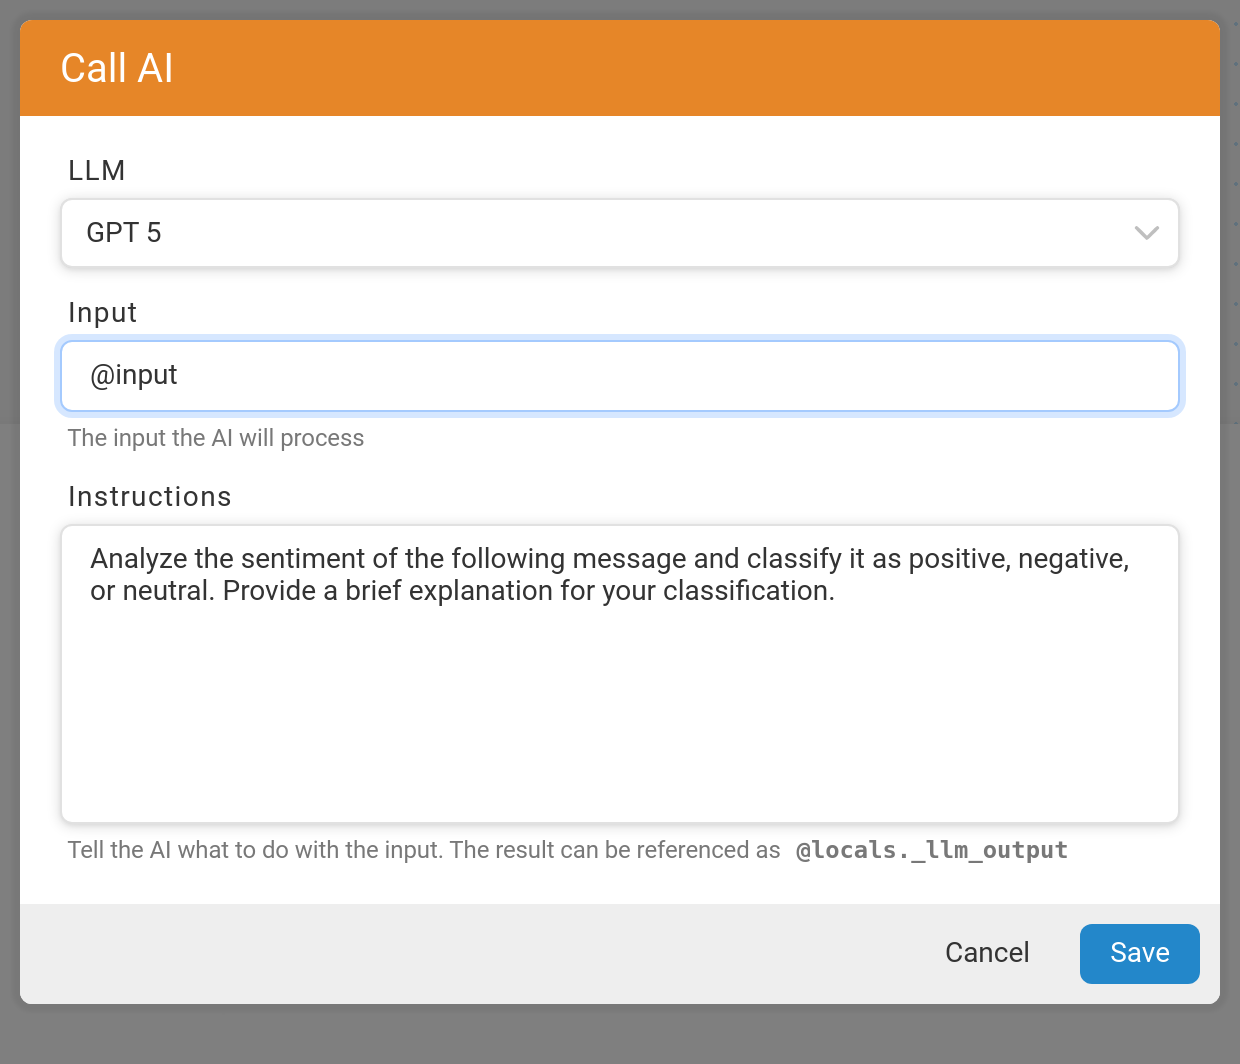 Call AI
LLM
GPT 5
Input
@input
The input the AI will process
Instructions
Analyze the sentiment of the following message and classify it as positive, negative,
or neutral. Provide a brief explanation for your classification.
Tell the AI what to do with the input. The result can be referenced as @locals._llm_output
Cancel
Save